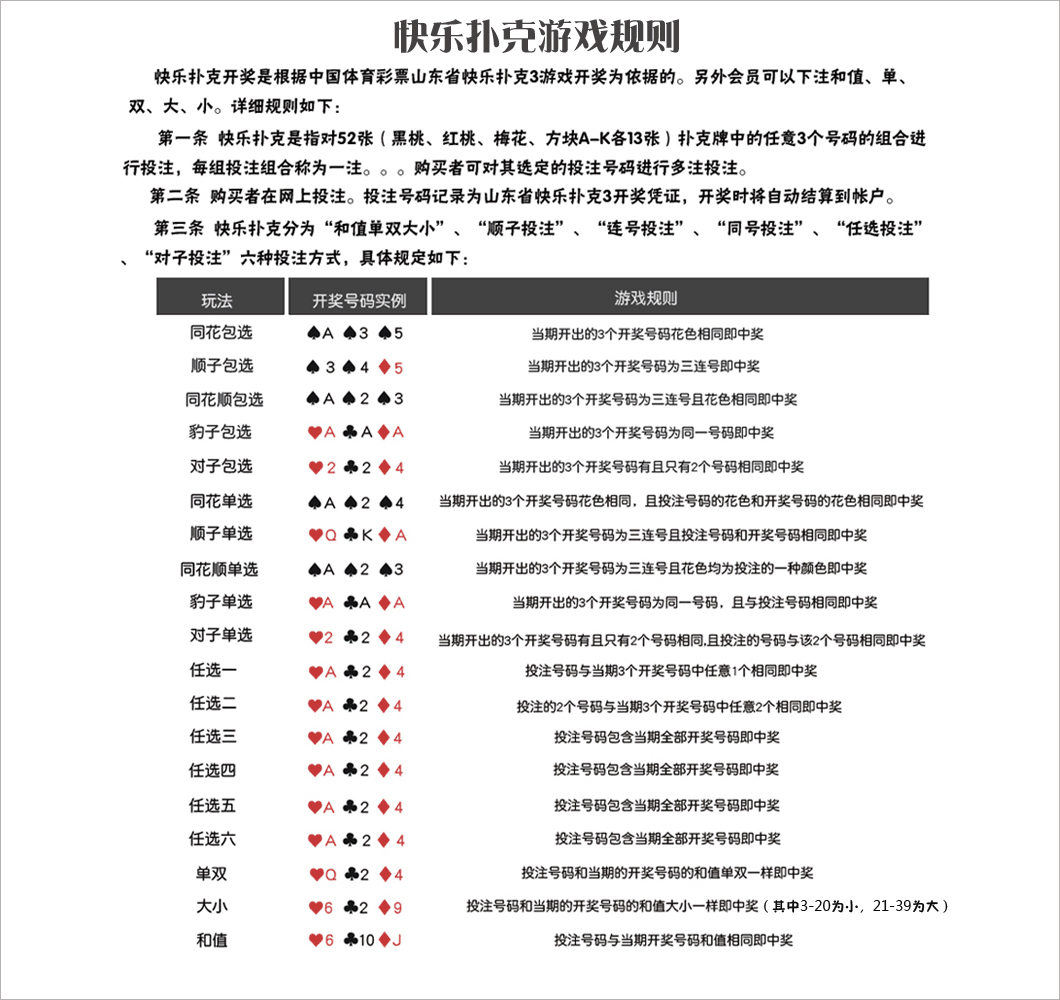 快乐扑克游戏规则
快乐扑克开奖是根据中国体育彩票山东省快乐扑克3游戏开奖为依据的。另外会员可以下注和值、单、
双、大、小。详细规则如下：
第一条 快乐扑克是指对52张（黑桃、红桃、梅花、方块A-K各13张）扑克牌中的任意3个号码的组合进
行投注，每组投注组合称为一注。。。购买者可对其选定的投注号码进行多注投注。
第二条 购买者在网上投注。投注号码记录为山东省快乐扑克3开奖凭证，开奖时将自动结算到帐户。
第三条 快乐扑克分为“和值单双大小”、“顺子投注”、“连号投注”、“同号投注”、“任选投注”
、“对子投注”六种投注方式，具体规定如下：
玩法 开奖号码实例 游戏规则
同花包选 ♠A ♠3 ♠5 当期开出的3个开奖号码花色相同即中奖
顺子包选 ♠3 ♠4 ♦5 当期开出的3个开奖号码为三连号即中奖
同花顺包选 ♠A ♠2 ♠3 当期开出的3个开奖号码为三连号且花色相同即中奖
豹子包选 ♥A ♣A ♦A 当期开出的3个开奖号码为同一号码即中奖
对子包选 ♥2 ♣2 ♦4 当期开出的3个开奖号码有且只有2个号码相同即中奖
同花单选 ♠A ♠2 ♠4 当期开出的3个开奖号码花色相同，且投注号码的花色和开奖号码的花色相同即中奖
顺子单选 ♥Q ♣K ♦A 当期开出的3个开奖号码为三连号且投注号码和开奖号码相同即中奖
同花顺单选 ♠A ♠2 ♠3 当期开出的3个开奖号码为三连号且花色均为投注的一种颜色即中奖
豹子单选 ♥A ♣A ♦A 当期开出的3个开奖号码为同一号码，且与投注号码相同即中奖
对子单选 ♥2 ♣2 ♦4 当期开出的3个开奖号码有且只有2个号码相同,且投注的号码与该2个号码相同即中奖
任选一 ♥A ♣2 ♦4 投注号码与当期3个开奖号码中任意1个相同即中奖
任选二 ♥A ♣2 ♦4 投注的2个号码与当期3个开奖号码中任意2个相同即中奖
任选三 ♥A ♣2 ♦4 投注号码包含当期全部开奖号码即中奖
任选四 ♥A ♣2 ♦4 投注号码包含当期全部开奖号码即中奖
任选五 ♥A ♣2 ♦4 投注号码包含当期全部开奖号码即中奖
任选六 ♥A ♣2 ♦4 投注号码包含当期全部开奖号码即中奖
单双 ♥Q ♣2 ♦4 投注号码和当期的开奖号码的和值单双一样即中奖
大小 ♥6 ♣2 ♦9 投注号码和当期的开奖号码的和值大小一样即中奖（其中3-20为小，21-39为大）
和值 ♥6 ♣10 ♦J 投注号码与当期开奖号码和值相同即中奖